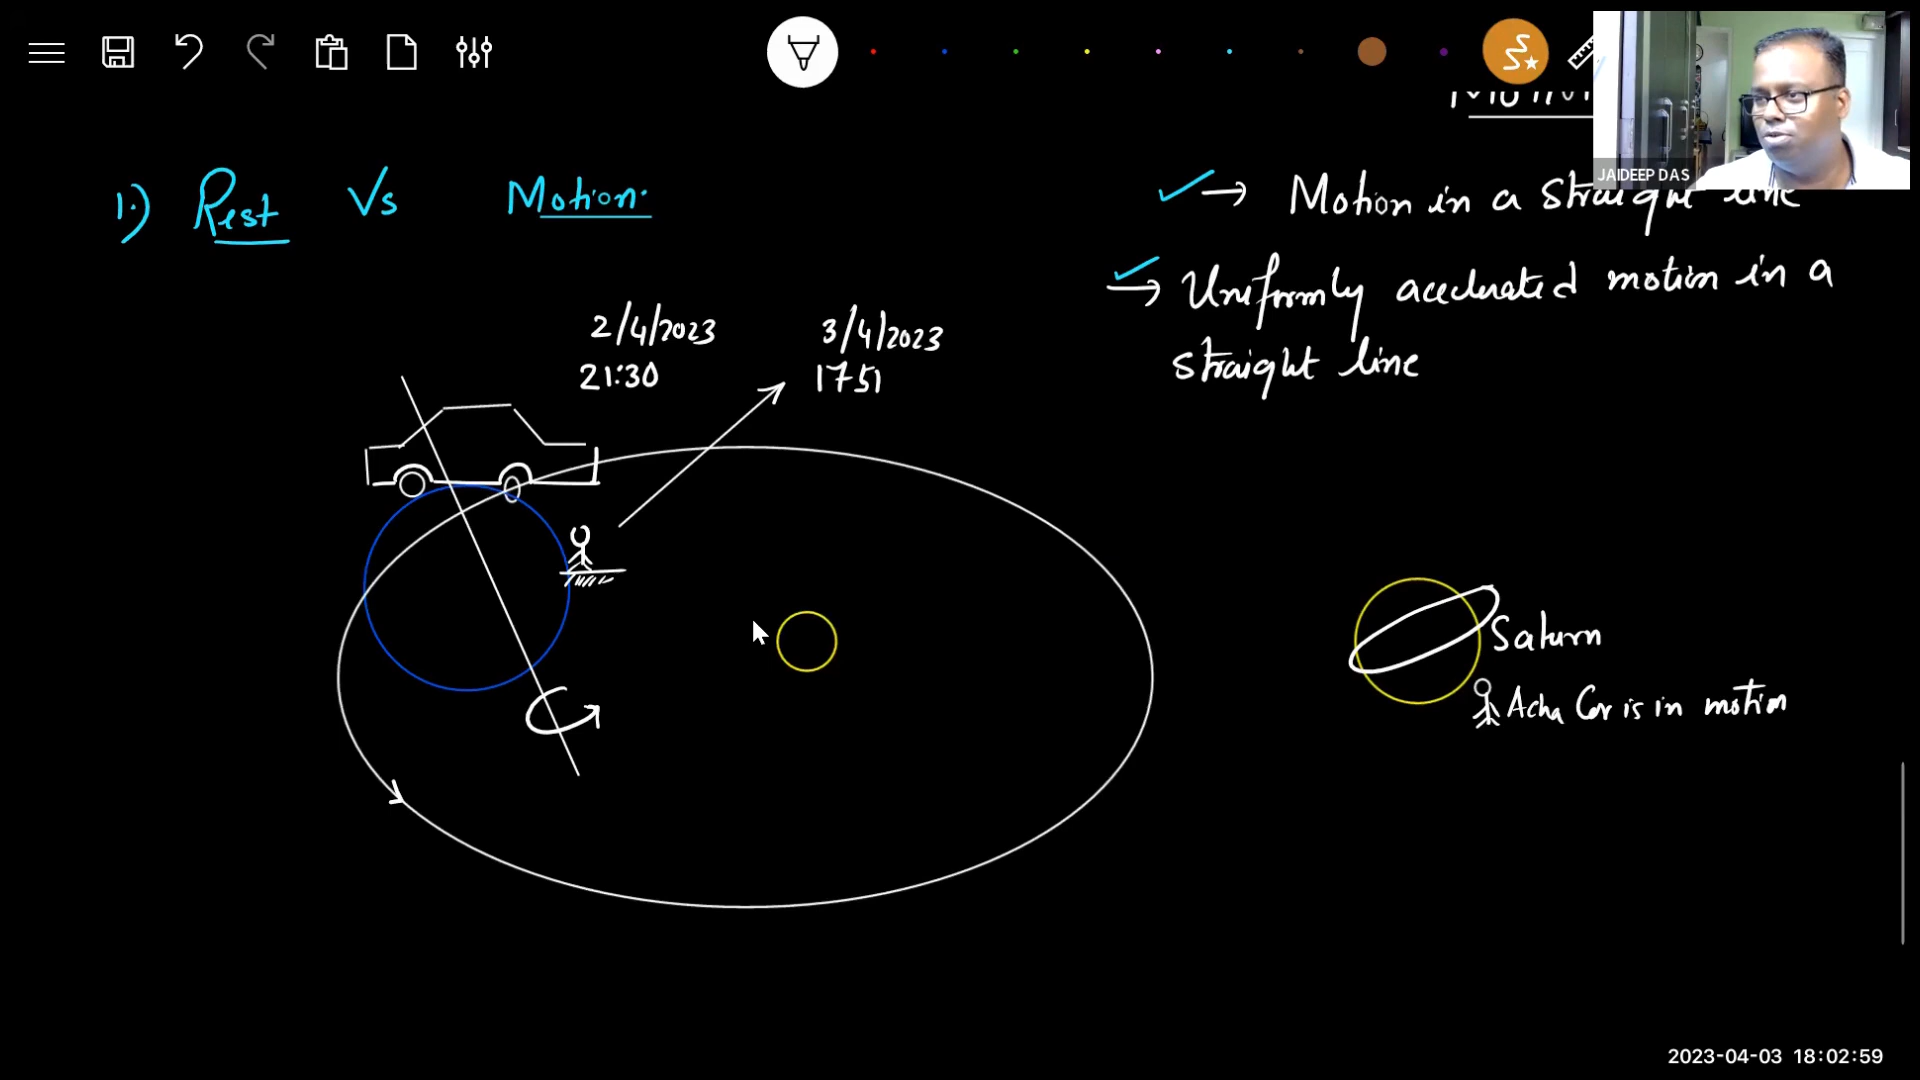 JAIDEEP DAS
1.) Rest Vs Motion.
→ Motion in a straight line
→ Uniformly accelerated motion in a
straight line
2/4/2023
21:30
3/4/2023
1751
Saturn
Acha Car is in motion
2023-04-03 18:02:59